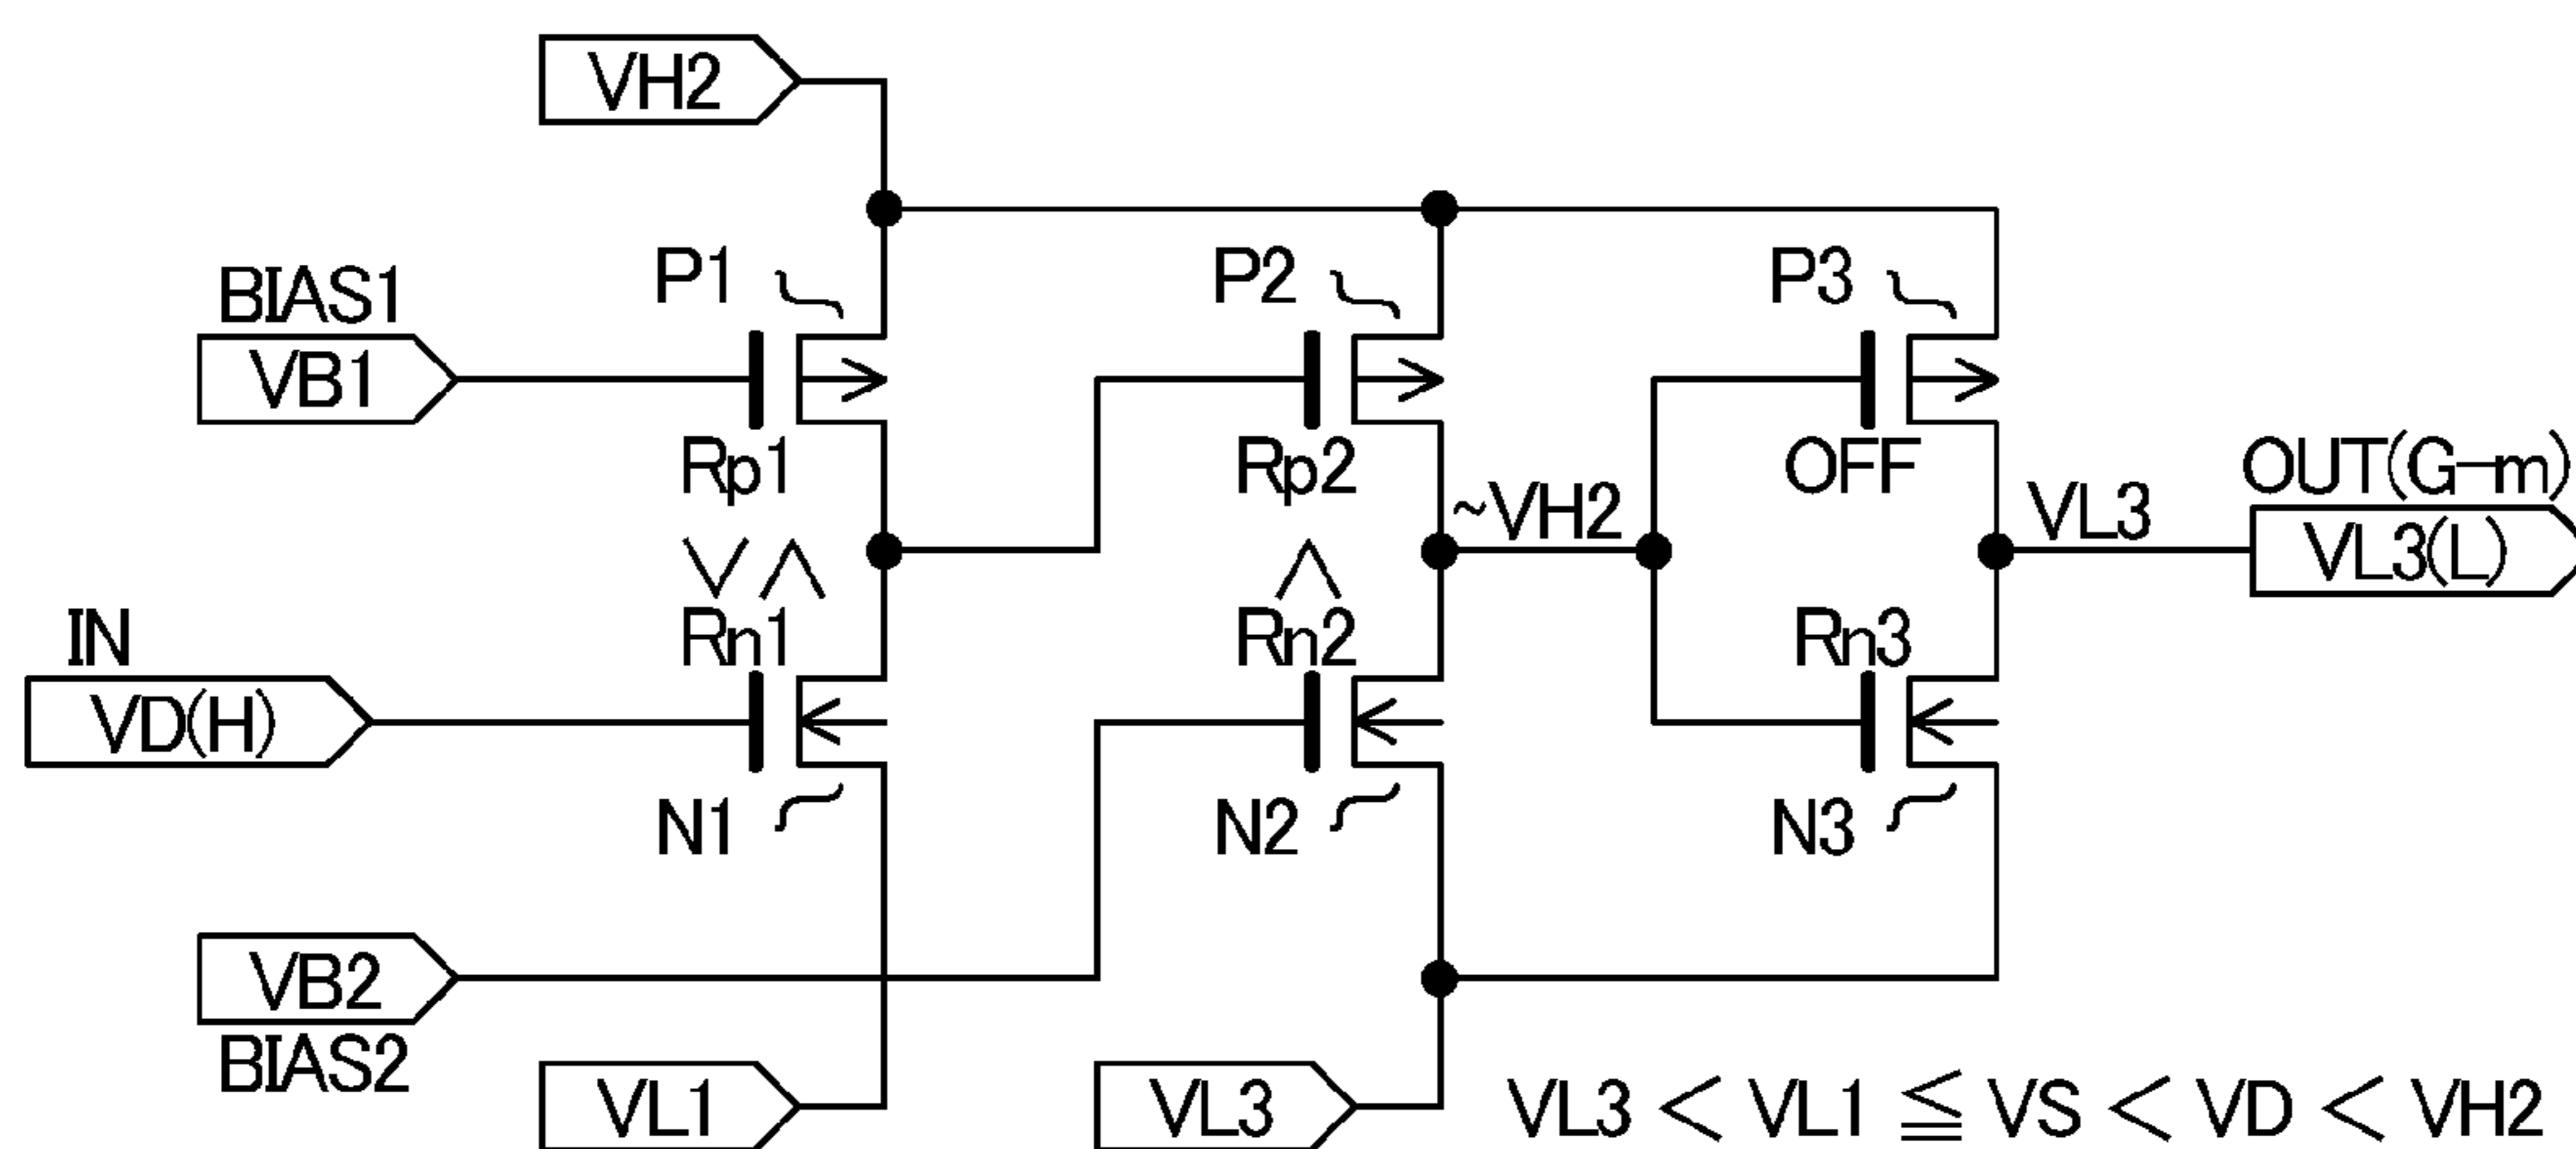 VH2
P1
P2
P3
BIAS1
VB1
Rp1
Rp2
OFF
OUT(G-m)
~VH2
VL3
VL3(L)
∨∧
∧
IN
Rn1
Rn2
Rn3
VD(H)
N1
N2
N3
VB2
BIAS2
VL1
VL3
VL3 < VL1 ≦ VS < VD < VH2